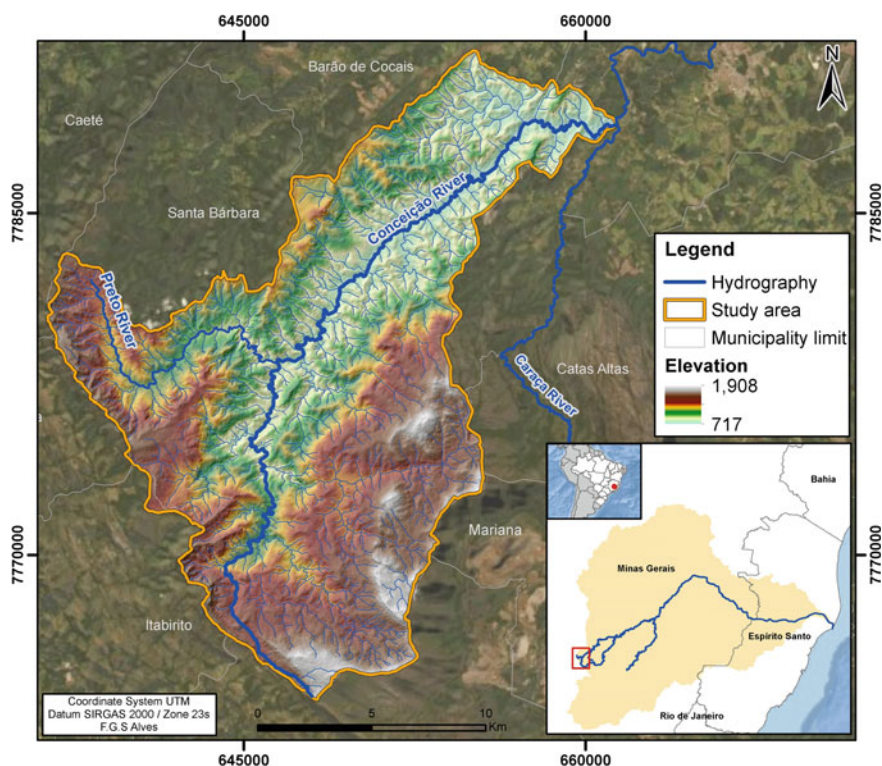 645000
660000
Barão de Cocais
N
Caeté
Conceição River
Santa Bárbara
7785000
7785000
Preto River
Legend
Hydrography
Study area
Municipality limit
Elevation
1,908
717
Catas Altas
Caraça River
Bahia
Mariana
7770000
7770000
Minas Gerais
Itabirito
Espírito Santo
Coordinate System UTM
Datum SIRGAS 2000 / Zone 23s
F.G.S Alves
0 5 10
Km
Rio de Janeiro
645000
660000